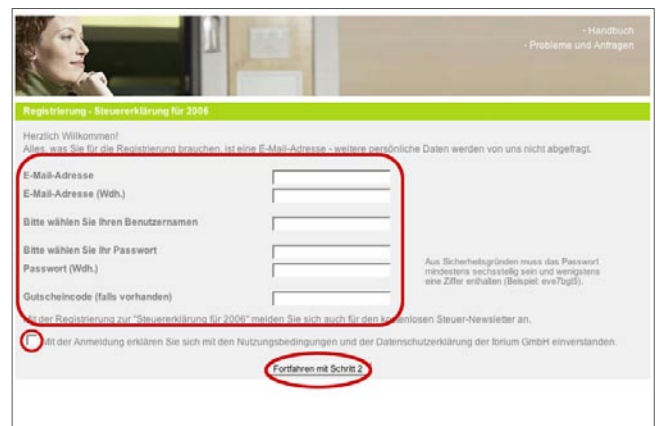 - Handbuch
- Probleme und Anfragen
Registrierung - Steuererklärung für 2006
Herzlich Willkommen!
Alles, was Sie für die Registrierung brauchen, ist eine E-Mail-Adresse - weitere persönliche Daten werden von uns nicht abgefragt.
E-Mail-Adresse
E-Mail-Adresse (Wdh.)
Bitte wählen Sie Ihren Benutzernamen
Bitte wählen Sie Ihr Passwort
Passwort (Wdh.)
Aus Sicherheitsgründen muss das Passwort
mindestens sechsstellig sein und wenigstens
eine Ziffer enthalten (Beispiel: eve7bgt5).
Gutscheincode (falls vorhanden)
Mit der Registrierung zur "Steuererklärung für 2006" melden Sie sich auch für den kostenlosen Steuer-Newsletter an.
Mit der Anmeldung erklären Sie sich mit den Nutzungsbedingungen und der Datenschutzerklärung der forium GmbH einverstanden.
Fortfahren mit Schritt 2